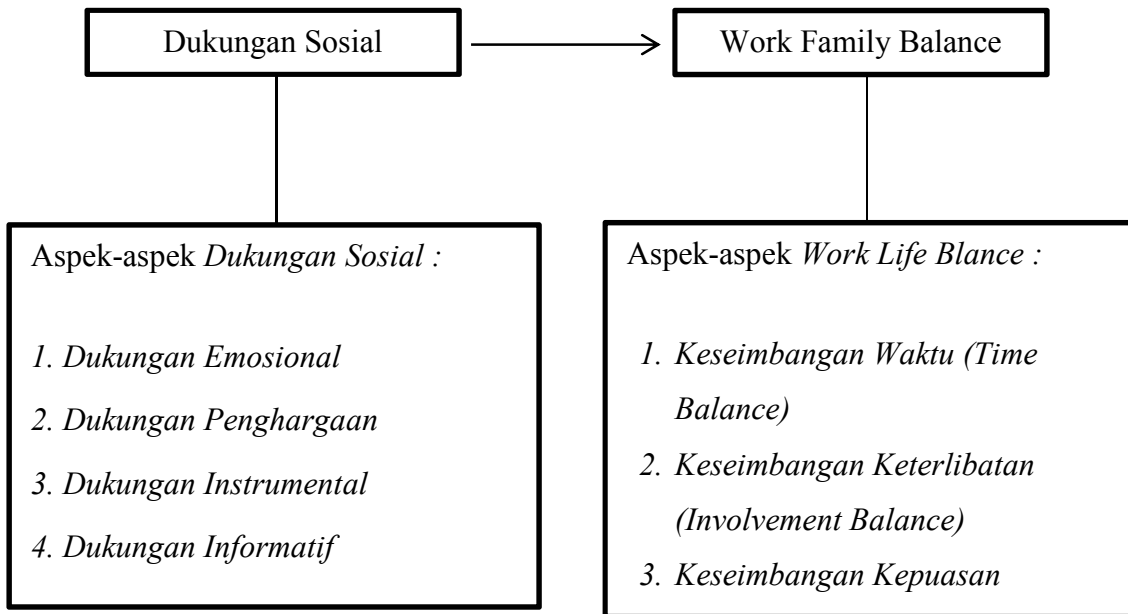 Dukungan Sosial
Work Family Balance
Aspek-aspek Dukungan Sosial :
1. Dukungan Emosional
2. Dukungan Penghargaan
3. Dukungan Instrumental
4. Dukungan Informatif
Aspek-aspek Work Life Blance :
1. Keseimbangan Waktu (Time
Balance)
2. Keseimbangan Keterlibatan
(Involvement Balance)
3. Keseimbangan Kepuasan